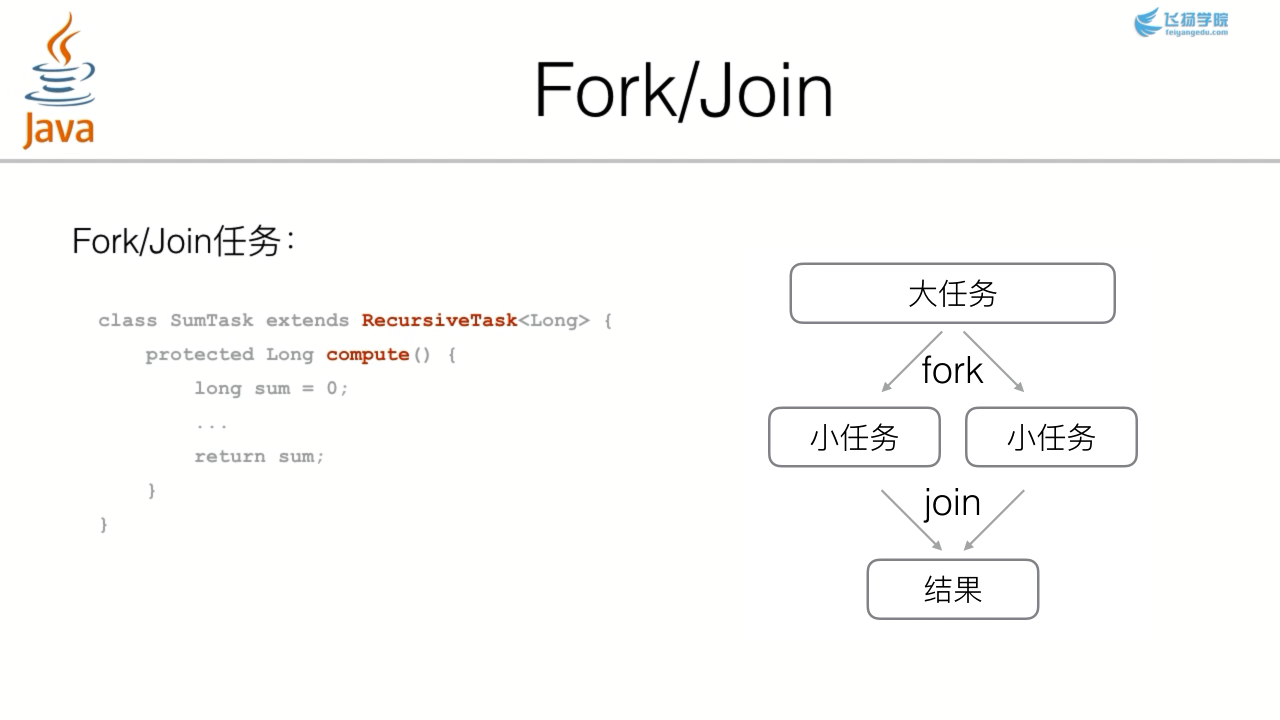 Java
飞扬学院
feiyangedu.com
Fork/Join
Fork/Join任务：
class SumTask extends RecursiveTask<Long> {
    protected Long compute() {
        long sum = 0;
        ...
        return sum;
    }
}
大任务
fork
小任务 小任务
join
结果